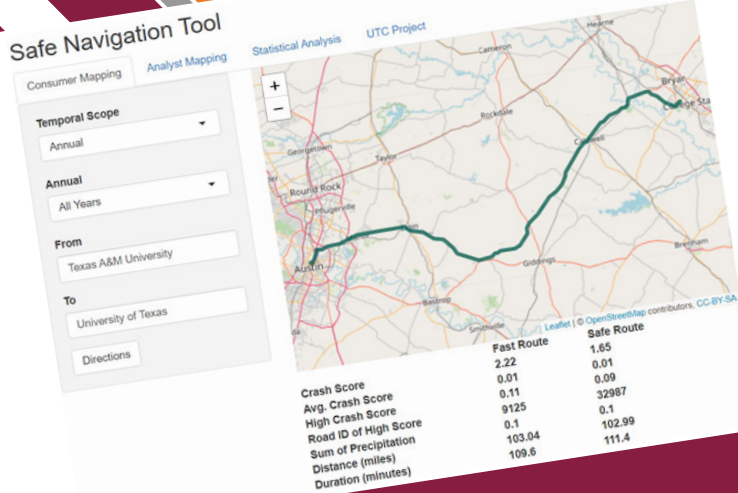 Safe Navigation Tool
Consumer Mapping
Analyst Mapping
Statistical Analysis
UTC Project
Temporal Scope
Annual
Annual
All Years
From
Texas A&M University
To
University of Texas
Directions
+
−
Hearne
Cameron
Bryan
College Sta
Rockdale
Caldwell
Georgetown
Taylor
Round Rock
Pflugerville
Austin
Giddings
Brenham
Bastrop
Smithville
Leaflet | © OpenStreetMap contributors, CC-BY-SA
Fast Route Safe Route
Crash Score 2.22 1.65
Avg. Crash Score 0.01 0.01
High Crash Score 0.11 0.09
Road ID of High Score 9125 32987
Sum of Precipitation 0.1 0.1
Distance (miles) 103.04 102.99
Duration (minutes) 109.6 111.4